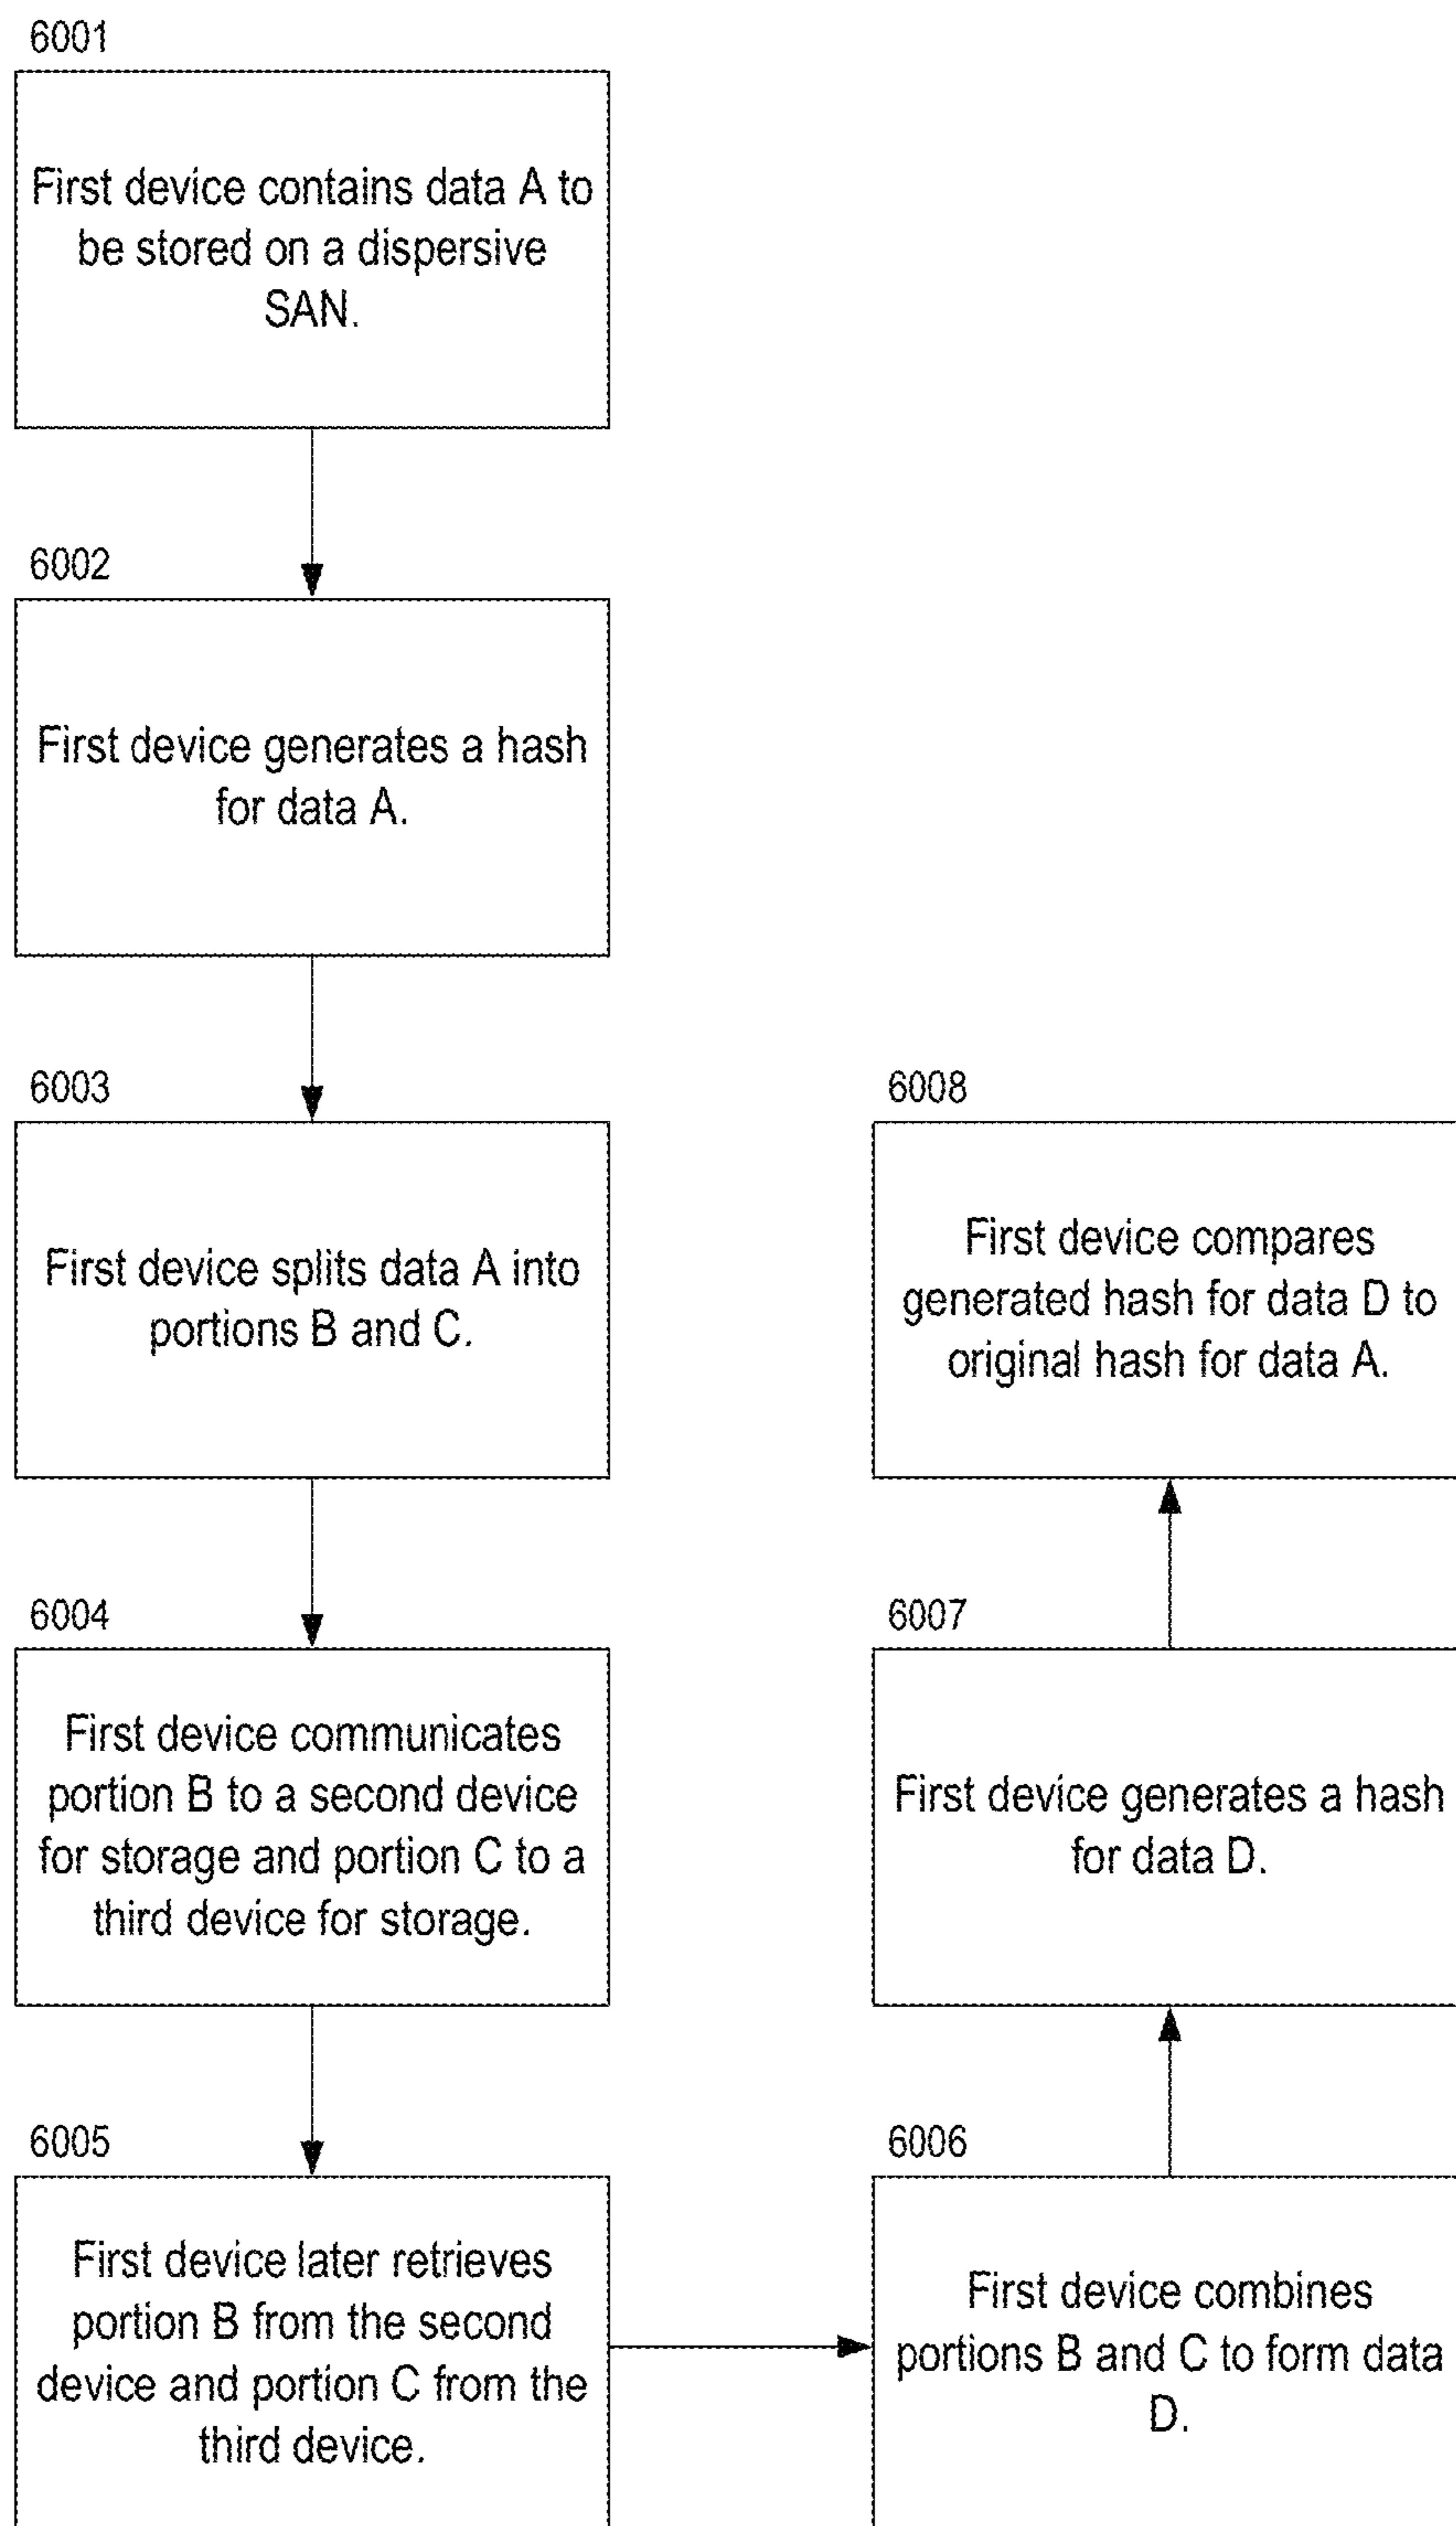 6001
First device contains data A to
be stored on a dispersive
SAN.
6002
First device generates a hash
for data A.
6003
First device splits data A into
portions B and C.
6004
First device communicates
portion B to a second device
for storage and portion C to a
third device for storage.
6005
First device later retrieves
portion B from the second
device and portion C from the
third device.
6006
First device combines
portions B and C to form data
D.
6007
First device generates a hash
for data D.
6008
First device compares
generated hash for data D to
original hash for data A.